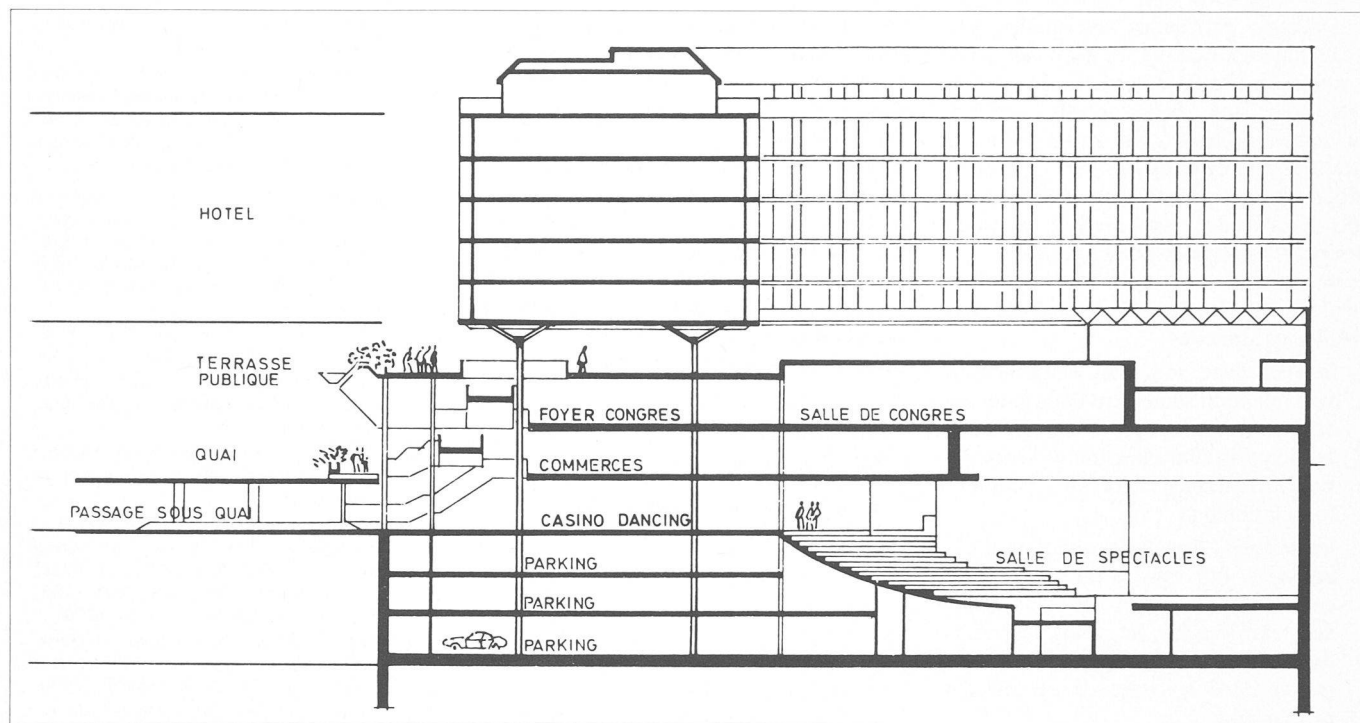 HOTEL
TERRASSE
PUBLIQUE
FOYER CONGRES
SALLE DE CONGRES
QUAI
COMMERCES
PASSAGE SOUS QUAI
CASINO DANCING
SALLE DE SPECTACLES
PARKING
PARKING
PARKING